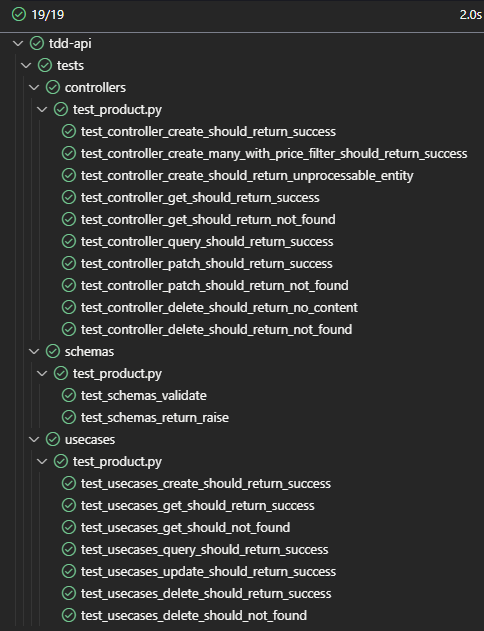 19/19 2.0s
tdd-api
tests
controllers
test_product.py
test_controller_create_should_return_success
test_controller_create_many_with_price_filter_should_return_success
test_controller_create_should_return_unprocessable_entity
test_controller_get_should_return_success
test_controller_get_should_return_not_found
test_controller_query_should_return_success
test_controller_patch_should_return_success
test_controller_patch_should_return_not_found
test_controller_delete_should_return_no_content
test_controller_delete_should_return_not_found
schemas
test_product.py
test_schemas_validate
test_schemas_return_raise
usecases
test_product.py
test_usecases_create_should_return_success
test_usecases_get_should_return_success
test_usecases_get_should_not_found
test_usecases_query_should_return_success
test_usecases_update_should_return_success
test_usecases_delete_should_return_success
test_usecases_delete_should_not_found